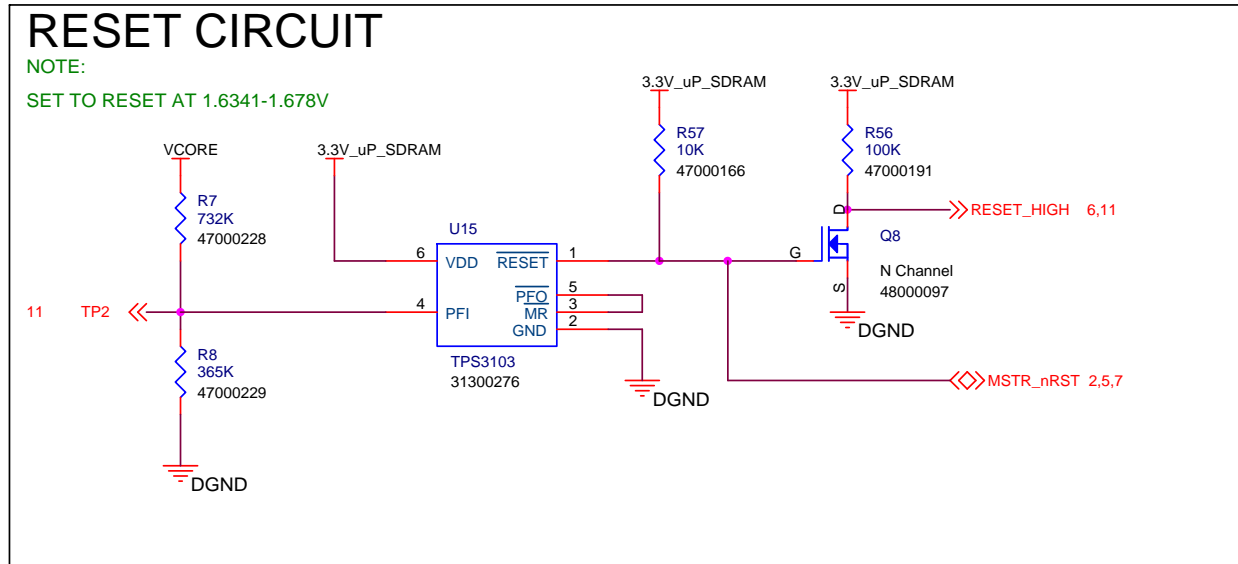 RESET CIRCUIT
NOTE:
SET TO RESET AT 1.6341-1.678V
3.3V_uP_SDRAM
3.3V_uP_SDRAM
R57
10K
47000166
R56
100K
47000191
VCORE
3.3V_uP_SDRAM
R7
732K
47000228
U15
6
VDD
RESET
1
PFO
5
4
PFI
MR
3
GND
2
TPS3103
31300276
DGND
11
TP2
R8
365K
47000229
DGND
D
RESET_HIGH 6,11
G
Q8
N Channel
48000097
S
DGND
MSTR_nRST 2,5,7